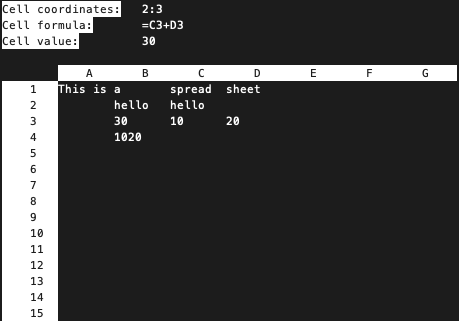 Cell coordinates: 2:3
Cell formula: =C3+D3
Cell value: 30
A B C D E F G
1 This is a spread sheet
2 hello hello
3 30 10 20
4 1020
5
6
7
8
9
10
11
12
13
14
15